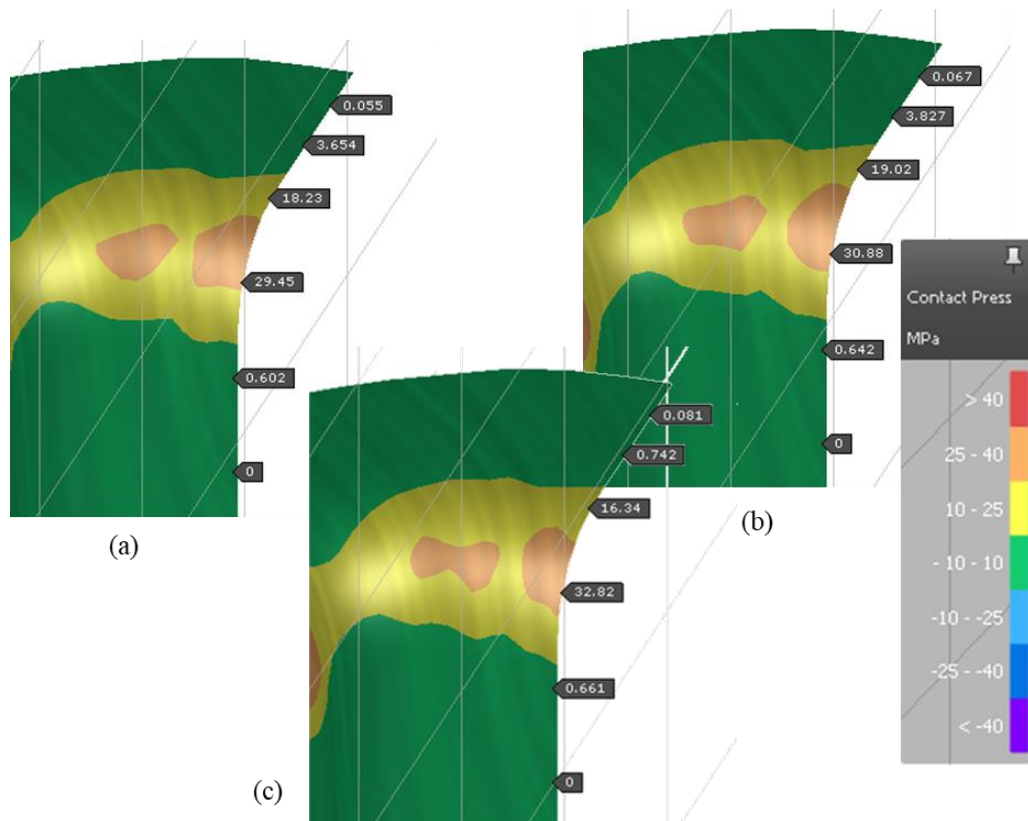 0.055
3.654
18.23
29.45
0.602
0
(a)
0.067
3.827
19.02
30.88
0.642
0
(b)
0.081
0.742
16.34
32.82
0.661
0
(c)
Contact Press
MPa
> 40
25 - 40
10 - 25
- 10 - 10
-10 - -25
-25 - -40
< -40